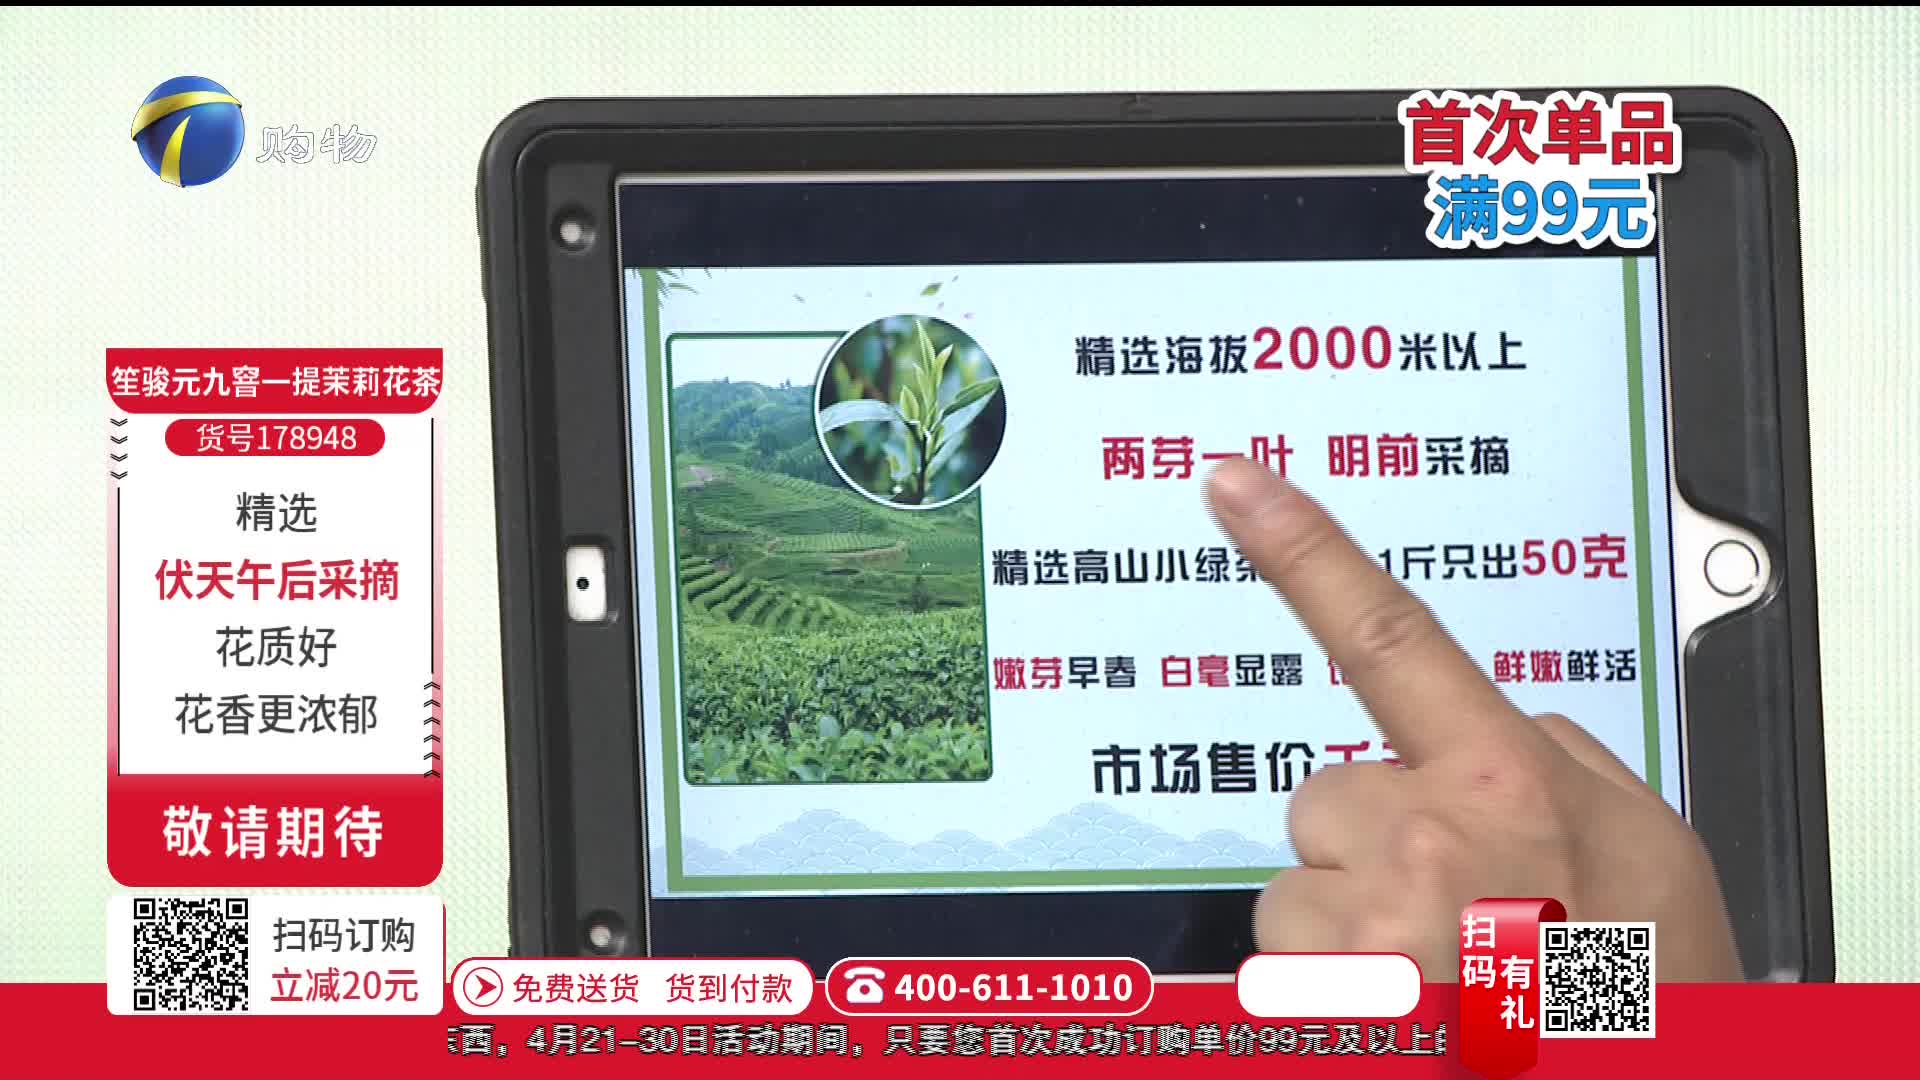 购物
首次单品
满99元
笙骏元九窨一提茉莉花茶
货号178948
精选
伏天午后采摘
花质好
花香更浓郁
敬请期待
扫码订购
立减20元
精选海拔2000米以上
两芽一叶 明前采摘
精选高山小绿茶 1斤只出50克
嫩芽早春 白毫显露 鲜嫩鲜活
市场售价千
免费送货 货到付款
400-611-1010
扫码有礼
西，4月21-30日活动期间，只要您首次成功订购单价99元及以上